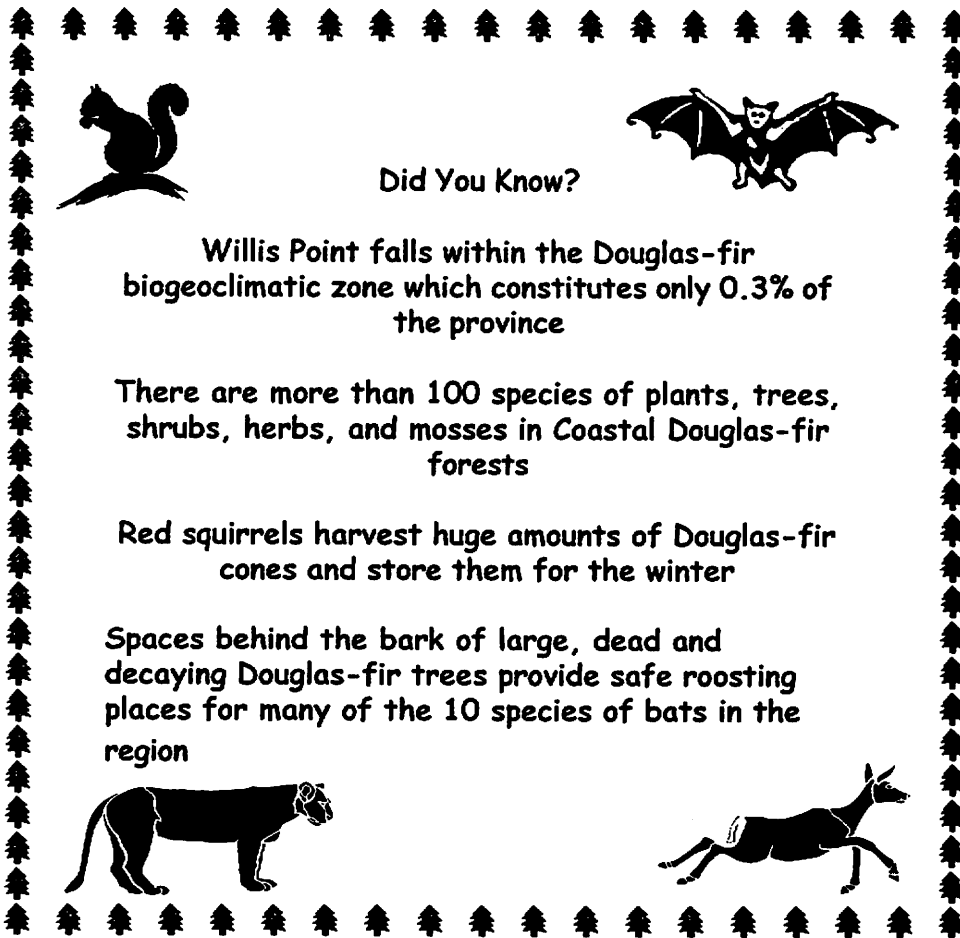 Did You Know?
Willis Point falls within the Douglas-fir
biogeoclimatic zone which constitutes only 0.3% of
the province
There are more than 100 species of plants, trees,
shrubs, herbs, and mosses in Coastal Douglas-fir
forests
Red squirrels harvest huge amounts of Douglas-fir
cones and store them for the winter
Spaces behind the bark of large, dead and
decaying Douglas-fir trees provide safe roosting
places for many of the 10 species of bats in the
region